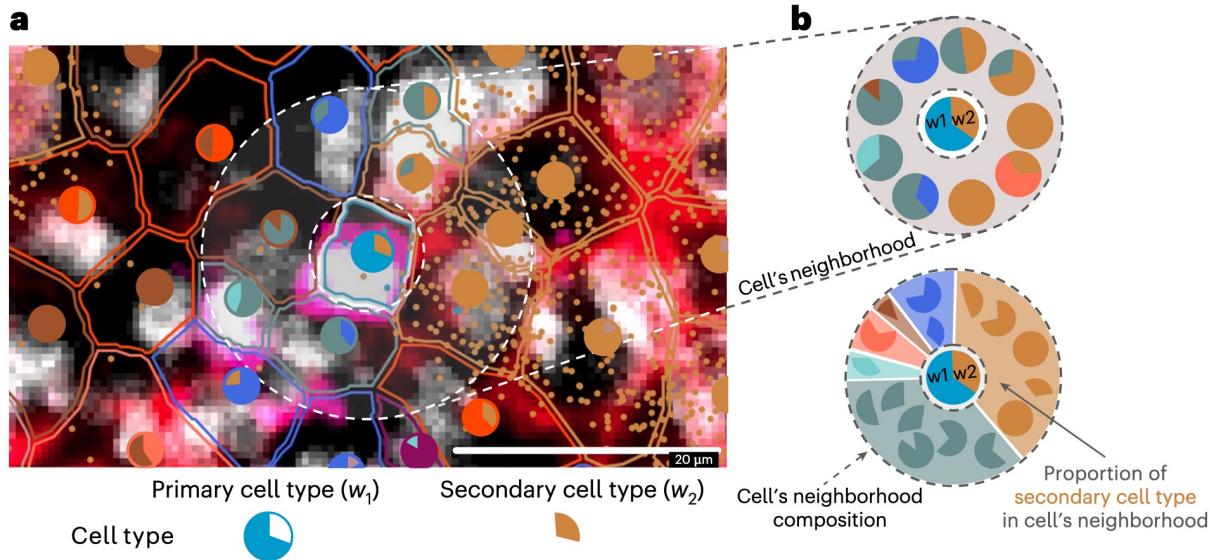 a
b
w1 w2
Cell's neighborhood
w1 w2
20 µm
Primary cell type (w1)
Secondary cell type (w2)
Cell type
Cell's neighborhood
composition
Proportion of
secondary cell type
in cell's neighborhood